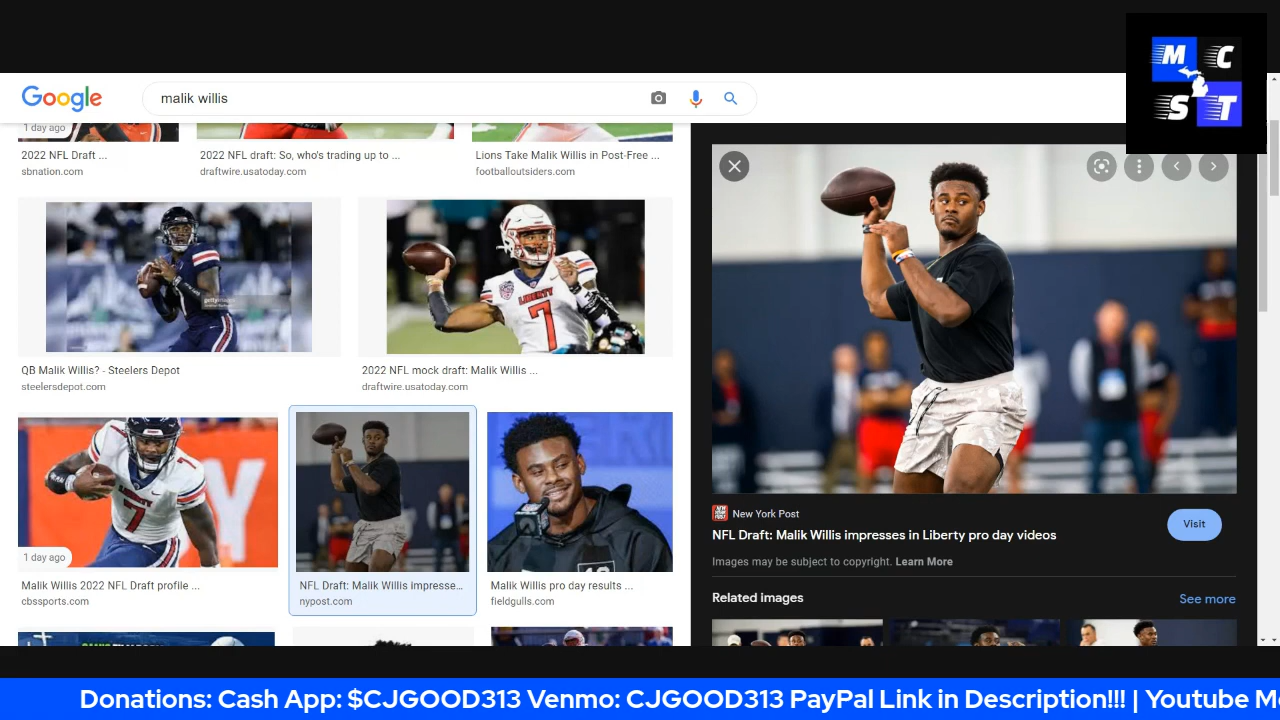 M C
S T
Google
malik willis
1 day ago
2022 NFL Draft ...
sbnation.com
2022 NFL draft: So, who's trading up to ...
draftwire.usatoday.com
Lions Take Malik Willis in Post-Free ...
footballoutsiders.com
gettyimages
QB Malik Willis? - Steelers Depot
steelersdepot.com
LIBERTY
7
2022 NFL mock draft: Malik Willis ...
draftwire.usatoday.com
LIBERTY
7
1 day ago
Malik Willis 2022 NFL Draft profile ...
cbssports.com
NFL Draft: Malik Willis impresse...
nypost.com
Malik Willis pro day results ...
fieldgulls.com
New York Post
NFL Draft: Malik Willis impresses in Liberty pro day videos
Visit
Images may be subject to copyright. Learn More
Related images
See more
Donations: Cash App: $CJGOOD313 Venmo: CJGOOD313 PayPal Link in Description!!! | Youtube M